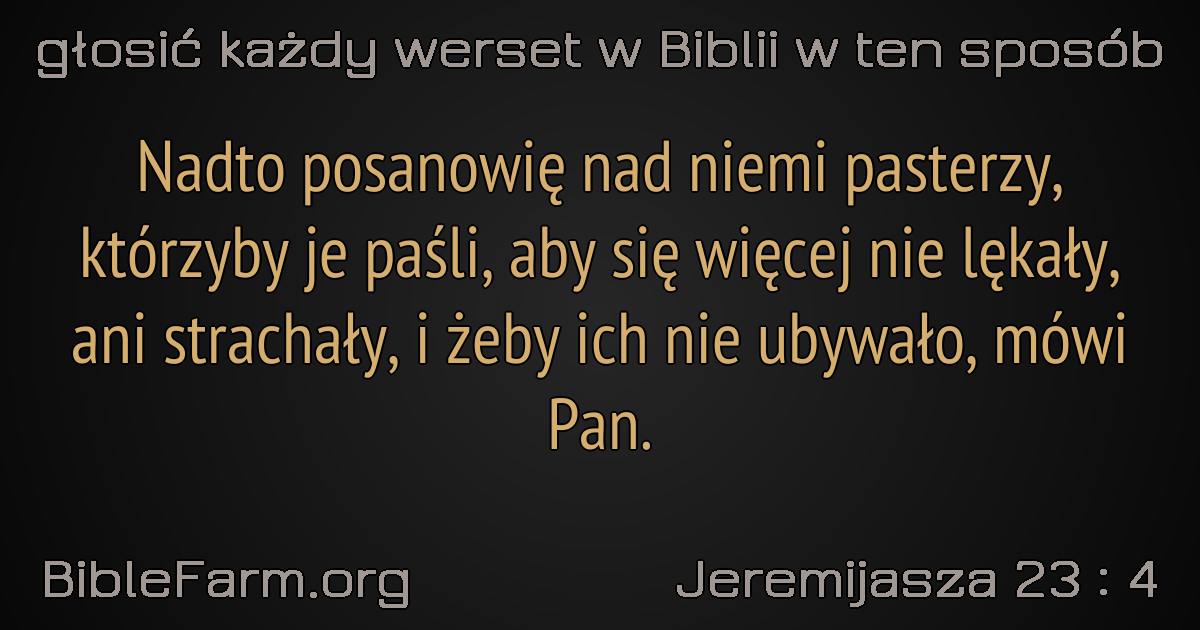 głosić każdy werset w Biblii w ten sposób
Nadto posanowię nad niemi pasterzy,
którzyby je paśli, aby się więcej nie lękały,
ani strachały, i żeby ich nie ubywało, mówi
Pan.
BibleFarm.org
Jeremijasza 23 : 4